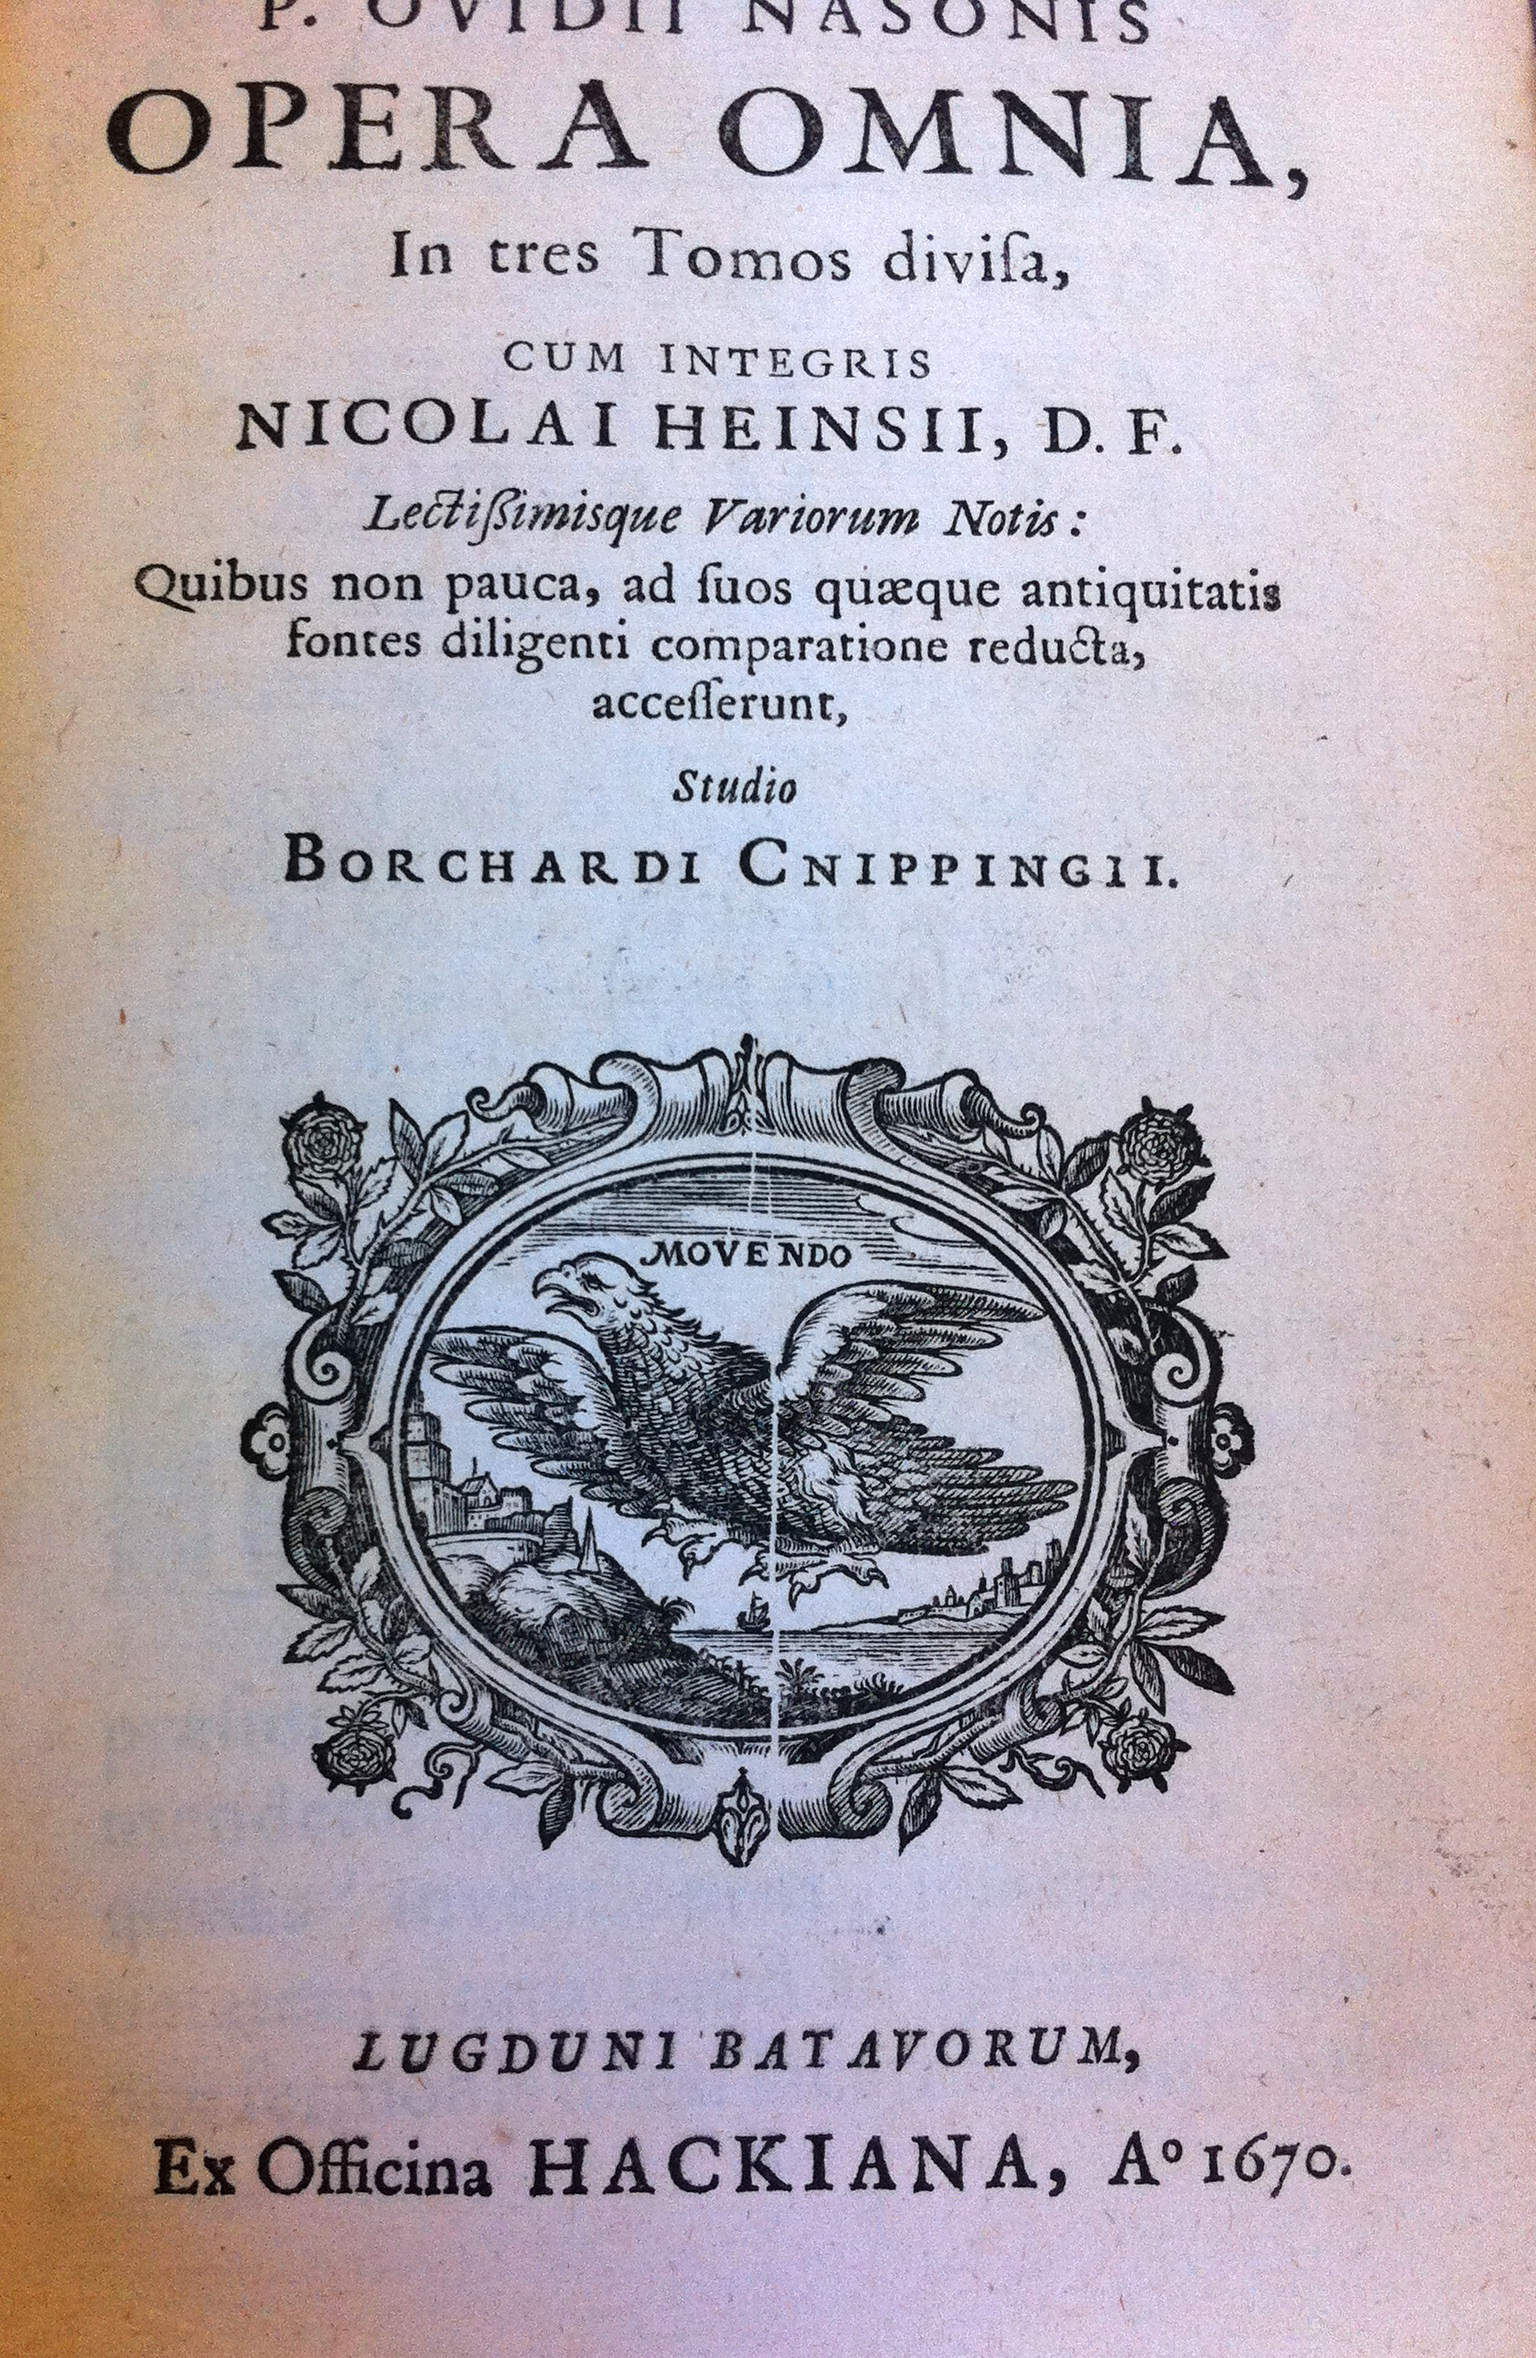 P. OVIDII NASONIS
OPERA OMNIA,
In tres Tomos diviſa,
CUM INTEGRIS
NICOLAI HEINSII, D. F.
Lectiſſimisque Variorum Notis:
Quibus non pauca, ad ſuos quæque antiquitatis
fontes diligenti comparatione reducta,
acceſſerunt,
Studio
BORCHARDI CNIPPINGII.
MOVENDO
LUGDUNI BATAVORUM,
Ex Officina HACKIANA, Aº 1670.